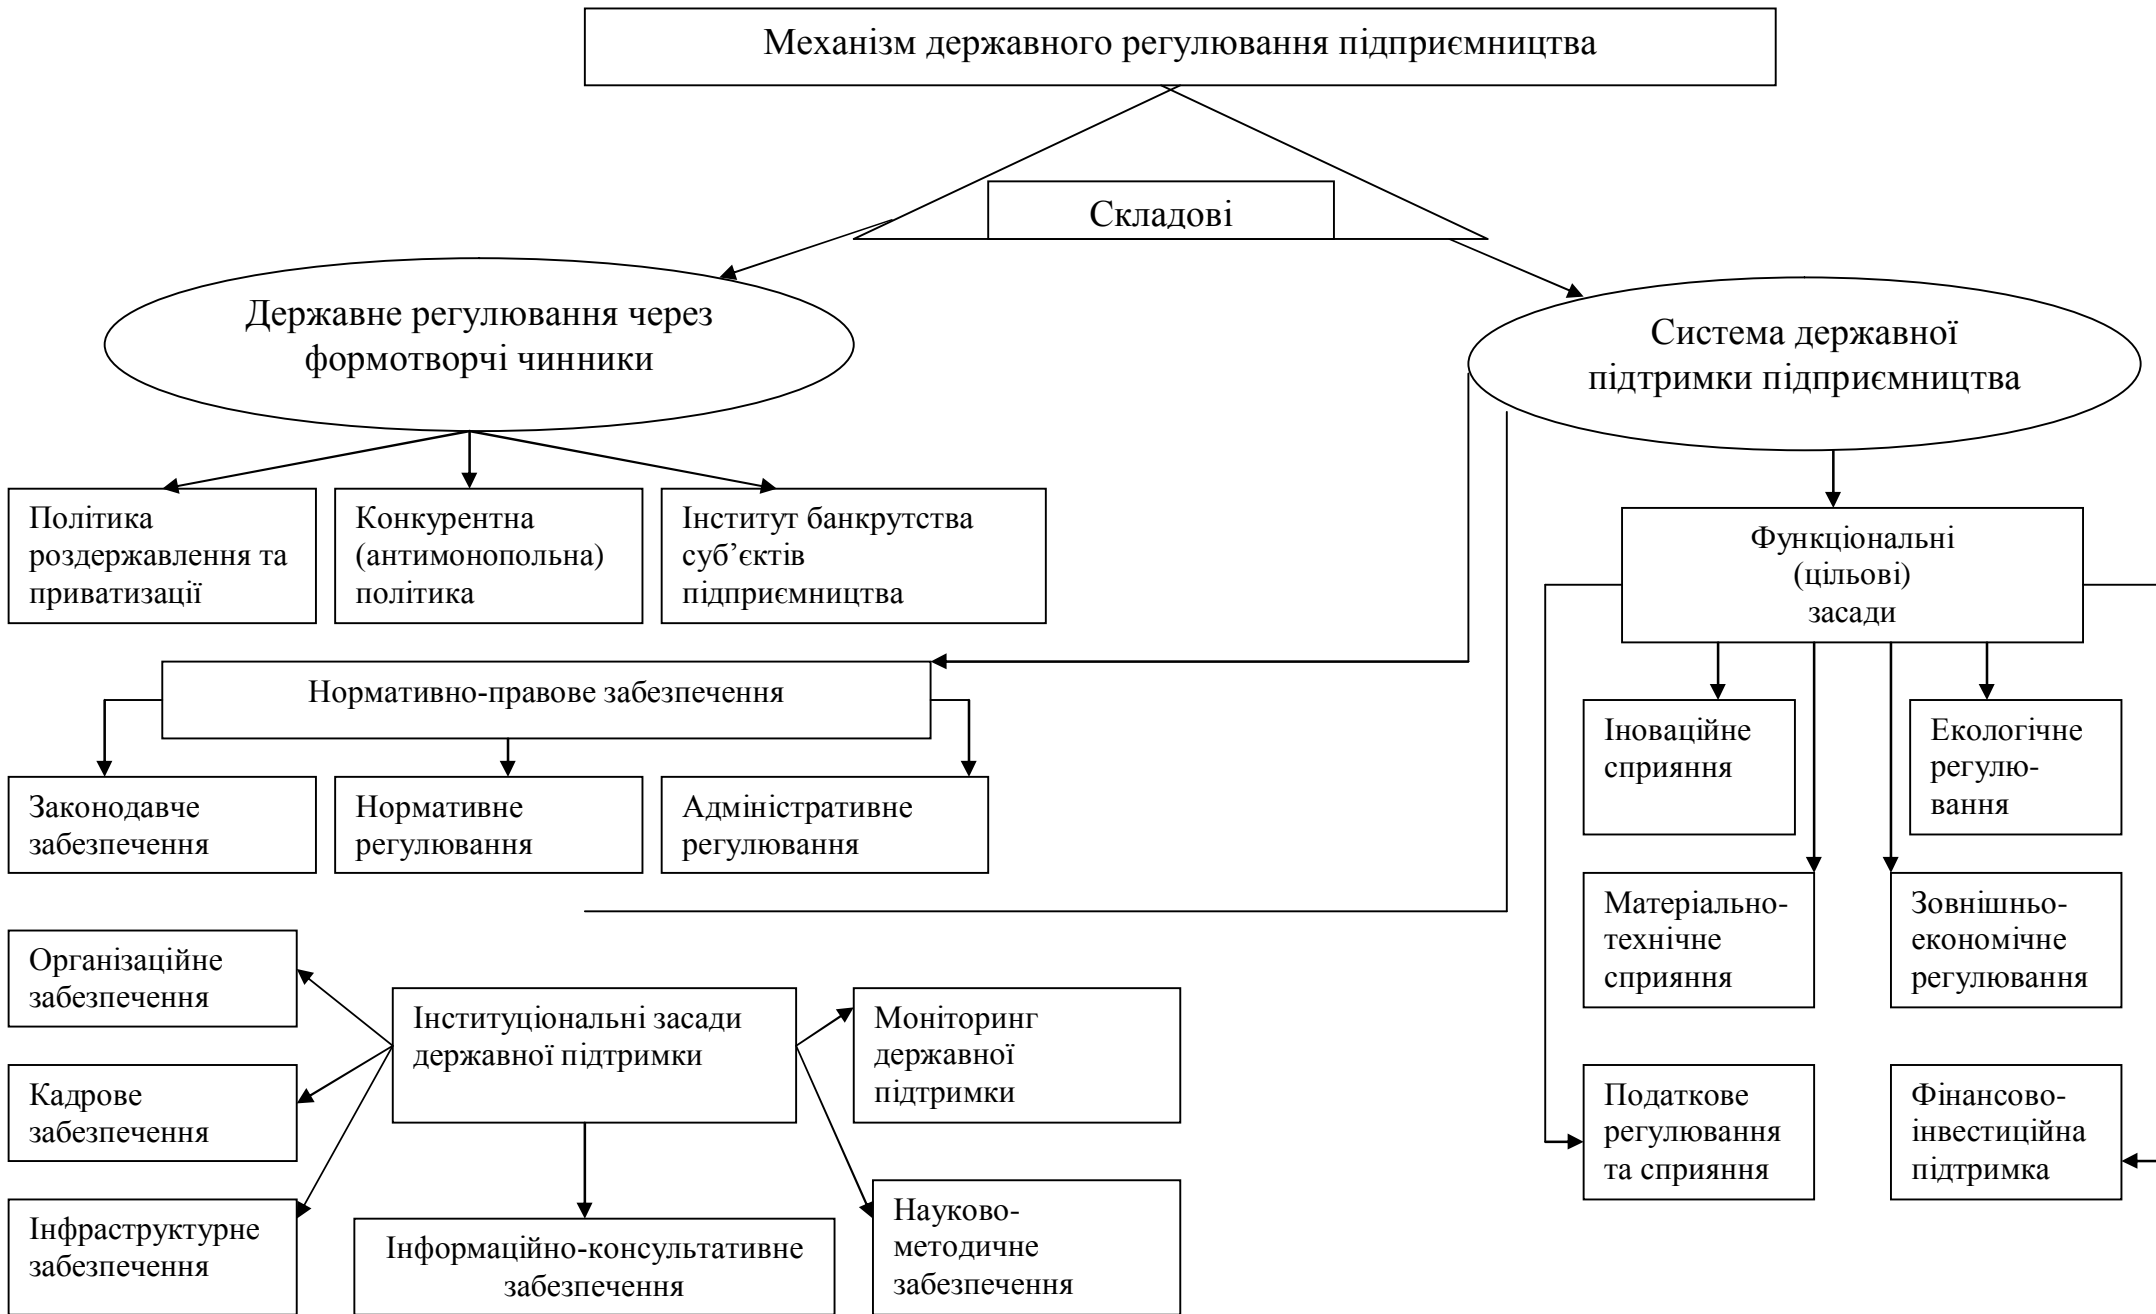 Механізм державного регулювання підприємництва
Складові
Державне регулювання через
формотворчі чинники
Система державної
підтримки підприємництва
Політика
роздержавлення та
приватизації
Конкурентна
(антимонопольна)
політика
Інститут банкрутства
суб’єктів
підприємництва
Функціональні
(цільові)
засади
Нормативно-правове забезпечення
Законодавче
забезпечення
Нормативне
регулювання
Адміністративне
регулювання
Іноваційне
сприяння
Екологічне
регулю-
вання
Матеріально-
технічне
сприяння
Зовнішньо-
економічне
регулювання
Організаційне
забезпечення
Кадрове
забезпечення
Інфраструктурне
забезпечення
Інституціональні засади
державної підтримки
Моніторинг
державної
підтримки
Інформаційно-консультативне
забезпечення
Науково-
методичне
забезпечення
Податкове
регулювання
та сприяння
Фінансово-
інвестиційна
підтримка